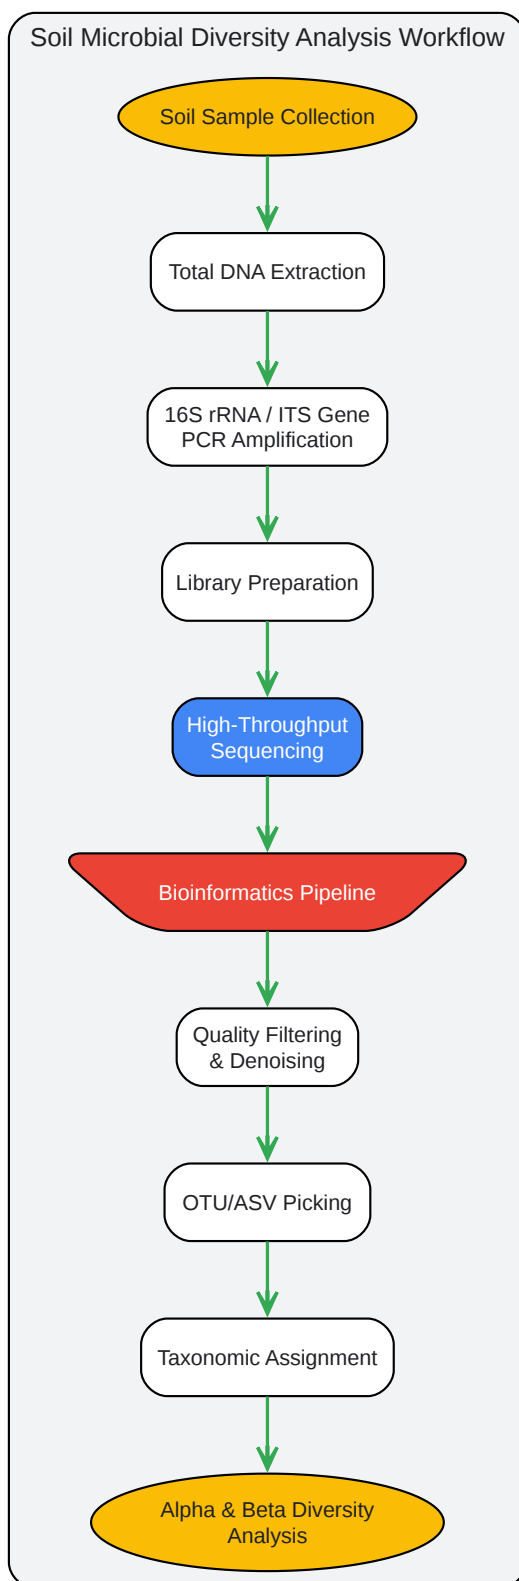 Soil Microbial Diversity Analysis Workflow
Soil Sample Collection
Total DNA Extraction
16S rRNA / ITS Gene
PCR Amplification
Library Preparation
High-Throughput
Sequencing
Bioinformatics Pipeline
Quality Filtering
& Denoising
OTU/ASV Picking
Taxonomic Assignment
Alpha & Beta Diversity
Analysis